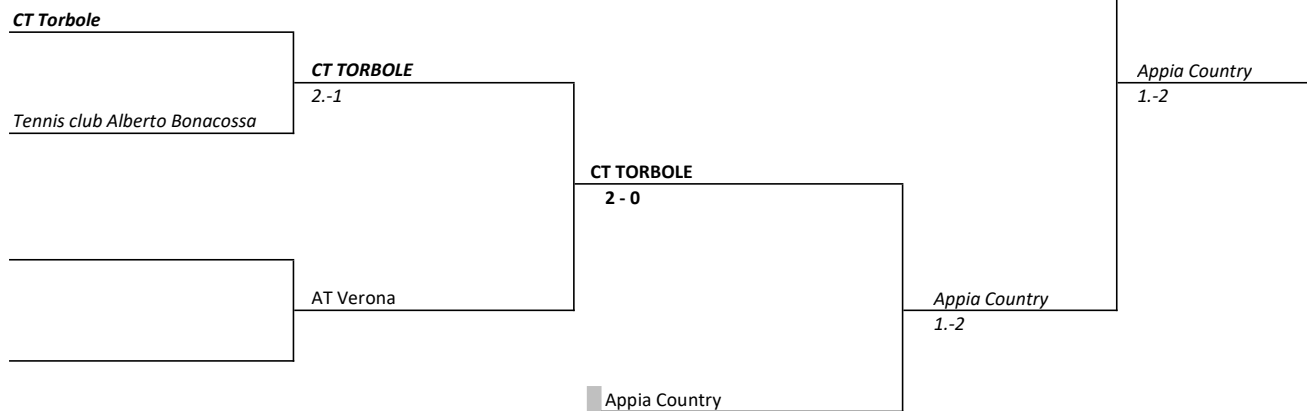 CT Torbole
CT TORBOLE
Appia Country
2.-1
1.-2
Tennis club Alberto Bonacossa
CT TORBOLE
2 - 0
AT Verona
Appia Country
1.-2
Appia Country